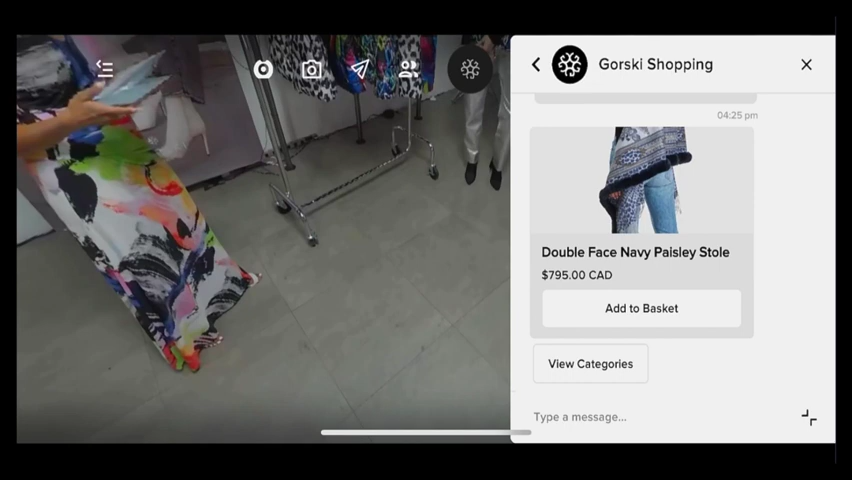 Gorski Shopping
04:25 pm
Double Face Navy Paisley Stole
$795.00 CAD
Add to Basket
View Categories
Type a message...